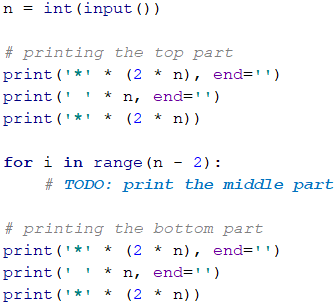 n = int(input())
# printing the top part
print('*' * (2 * n), end='')
print(' ' * n, end='')
print('*' * (2 * n))
for i in range(n - 2):
    # TODO: print the middle part
# printing the bottom part
print('*' * (2 * n), end='')
print(' ' * n, end='')
print('*' * (2 * n))